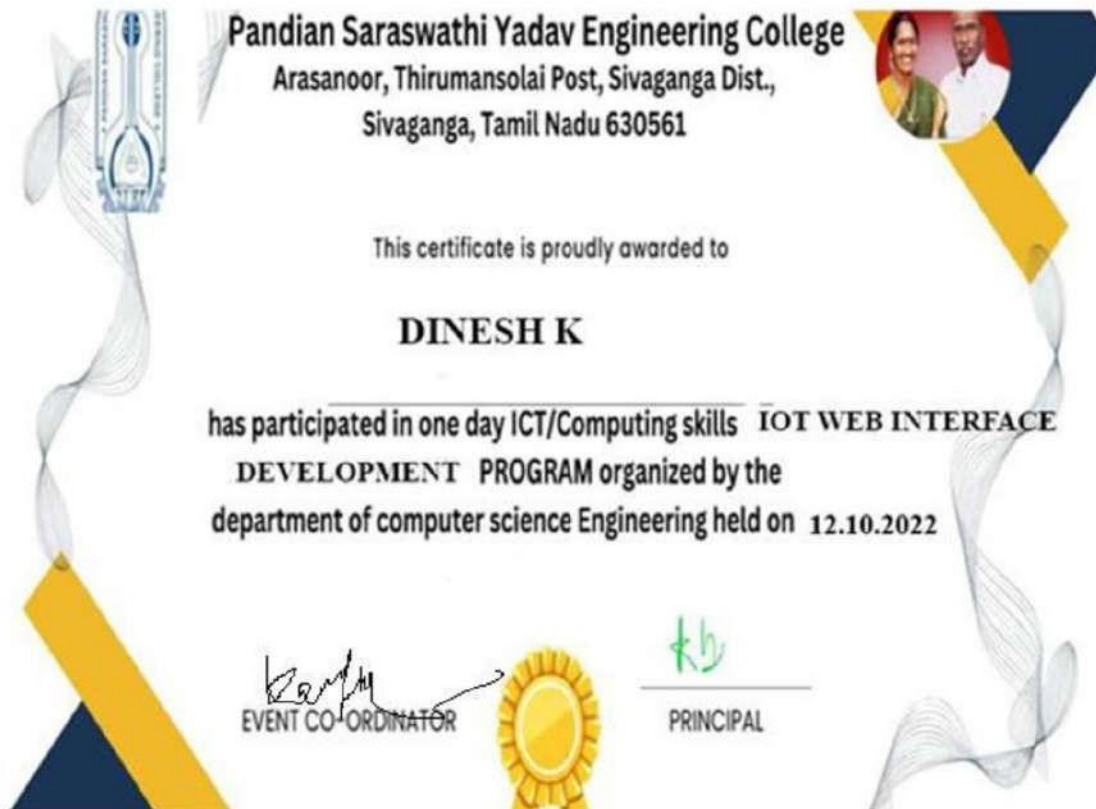 Pandian Saraswathi Yadav Engineering College
Arasanoor, Thirumansolai Post, Sivaganga Dist.,
Sivaganga, Tamil Nadu 630561
This certificate is proudly awarded to
DINESH K
has participated in one day ICT/Computing skills IOT WEB INTERFACE
DEVELOPMENT PROGRAM organized by the
department of computer science Engineering held on 12.10.2022
EVENT CO-ORDINATOR
PRINCIPAL